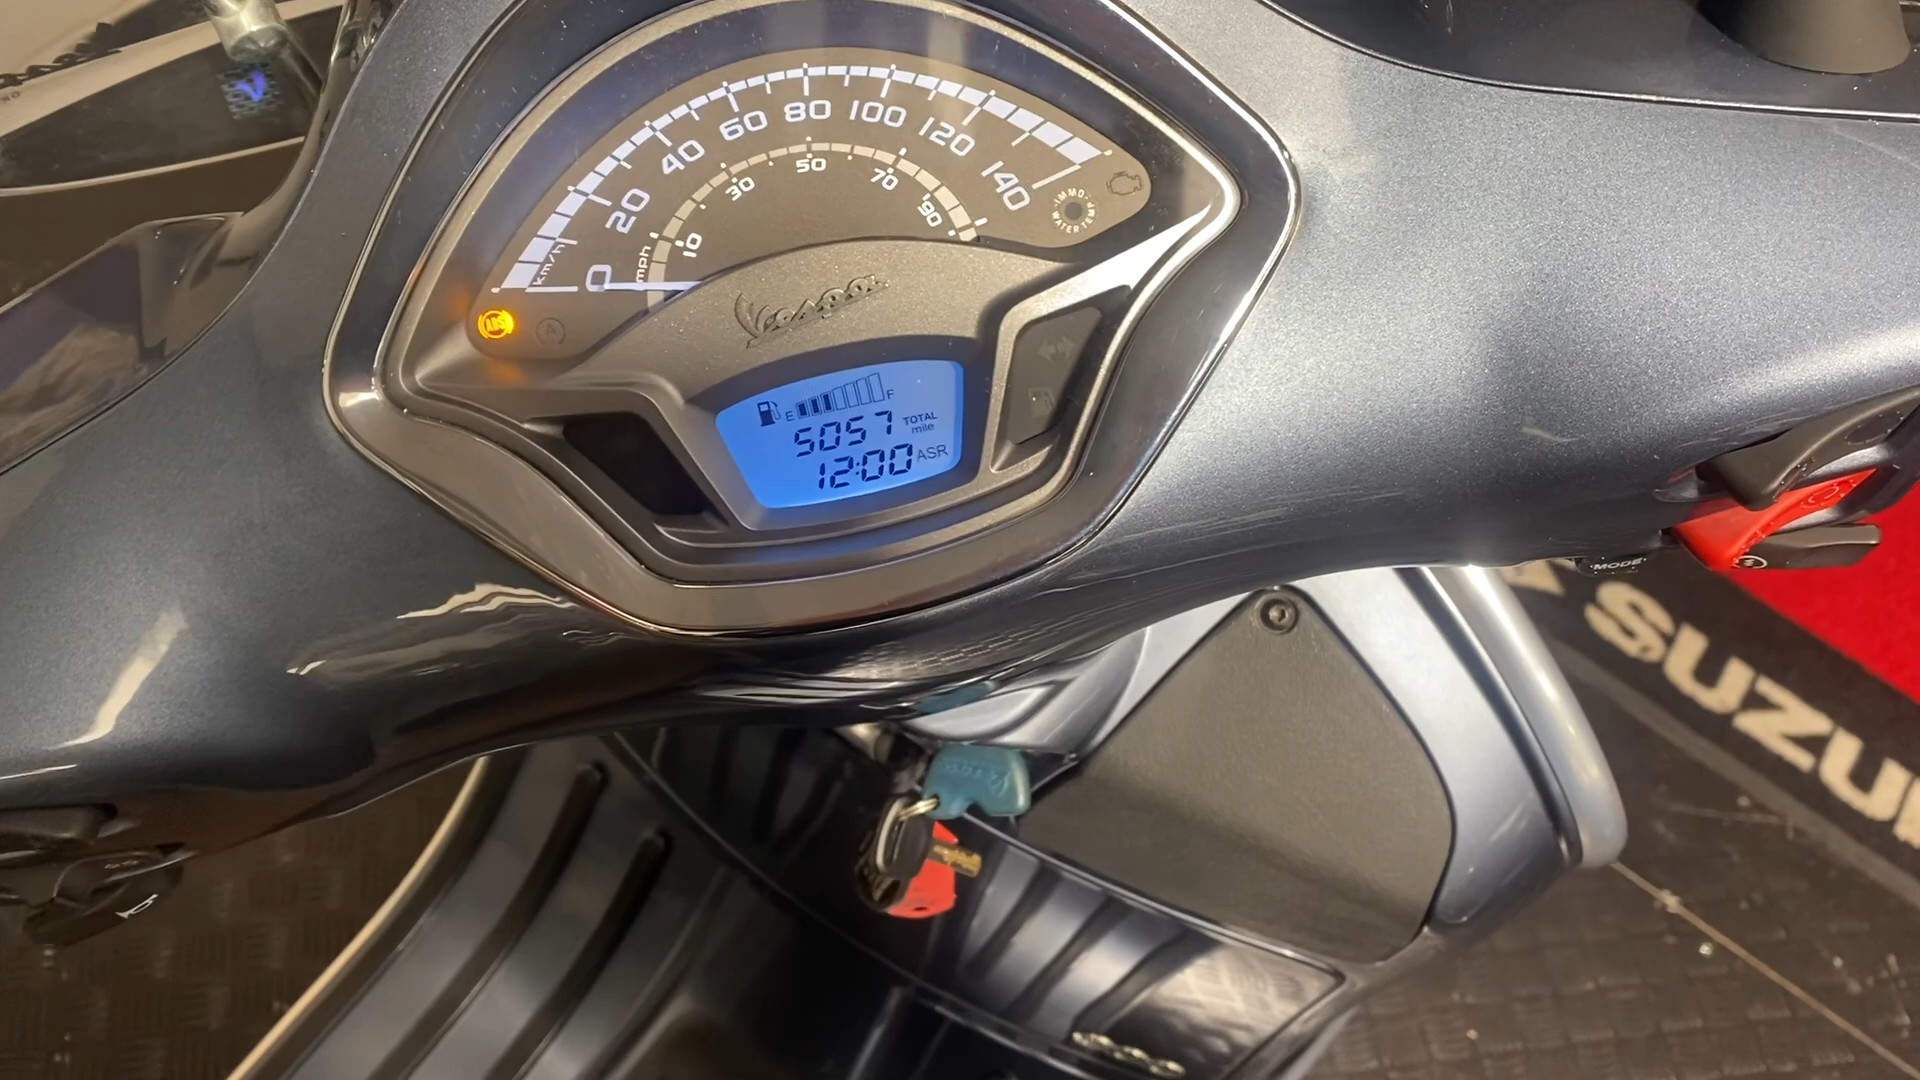 0 20 40 60 80 100 120 140
km/h
mph
10 30 50 70 90
IMMO
WATER TEMP
ABS
Vespa
E F
5057 TOTAL
mile
12:00 ASR
MODE
SUZU